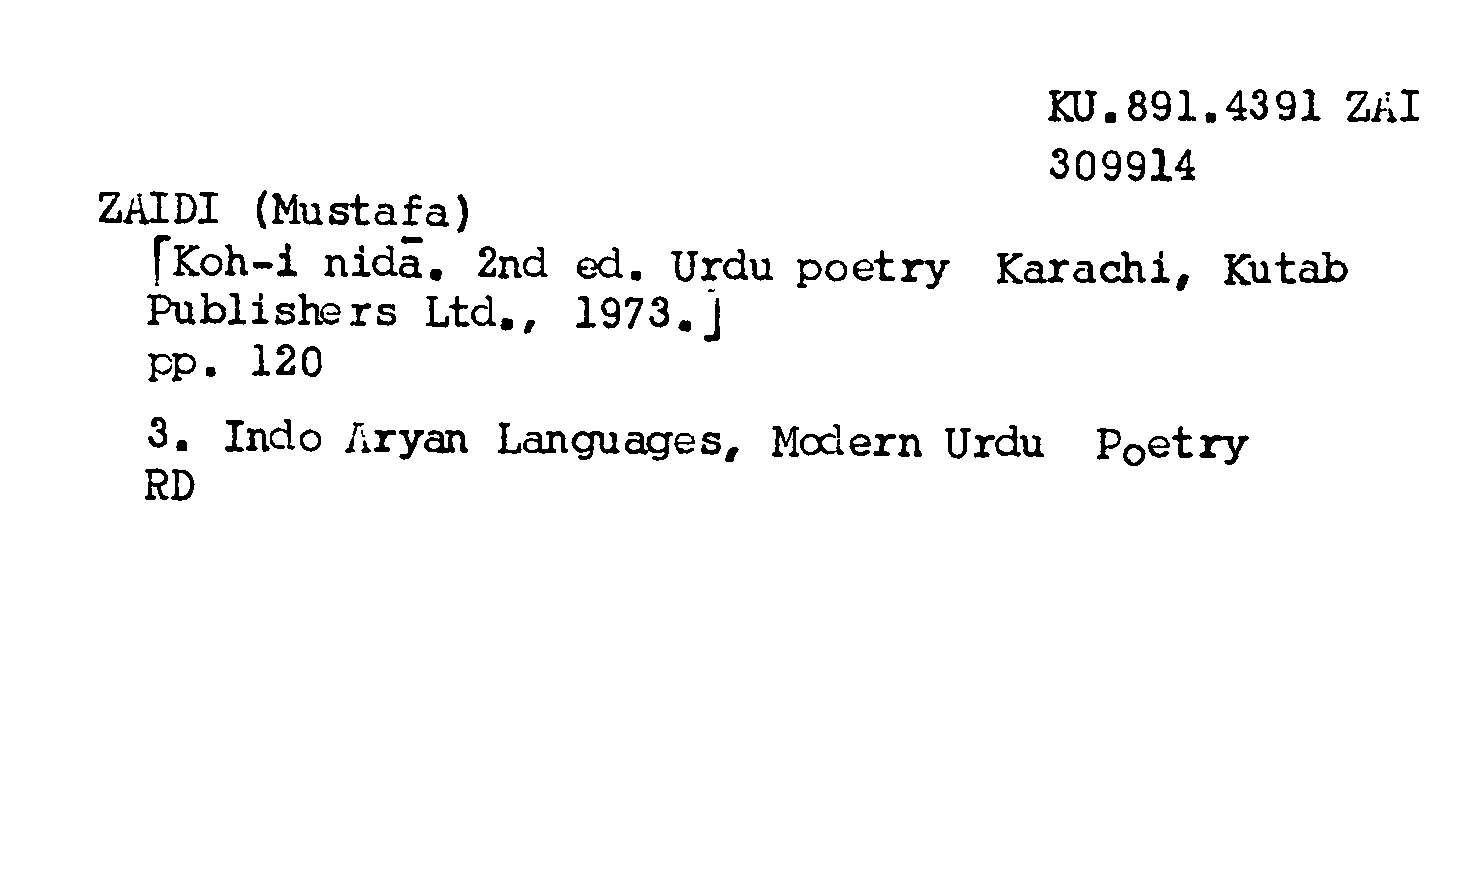 KU.891.4391 ZAI
309914
ZAIDI (Mustafa)
⌈Koh-i nidā. 2nd ed. Urdu poetry Karachi, Kutab
Publishers Ltd., 1973.⌋
pp. 120
3. Indo Aryan Languages, Modern Urdu Poetry
RD